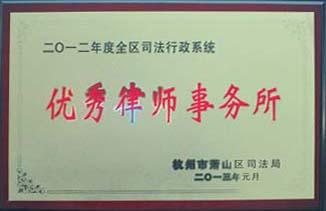 二〇一二年度全区司法行政系统
优秀律师事务所
杭州市萧山区司法局
二〇一三年元月